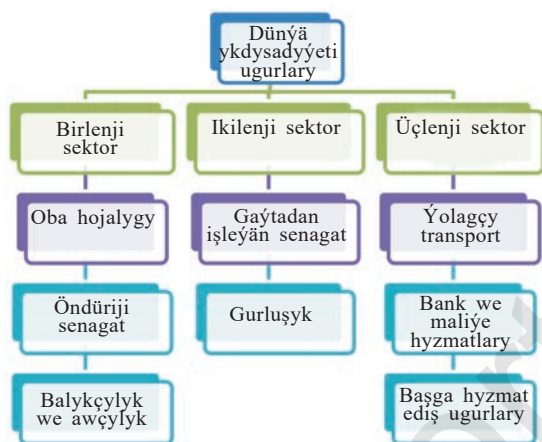 Dünýä
ykdysadyýeti
ugurlary
Birlenji
sektor
Ikilenji sektor
Üçlenji sektor
Oba hojalygy
Gaýtadan
işleýän senagat
Ýolagçy
transport
Öndüriji
senagat
Gurluşyk
Bank we
maliýe
hyzmatlary
Balykçylyk
we awçylyk
Başga hyzmat
ediş ugurlary